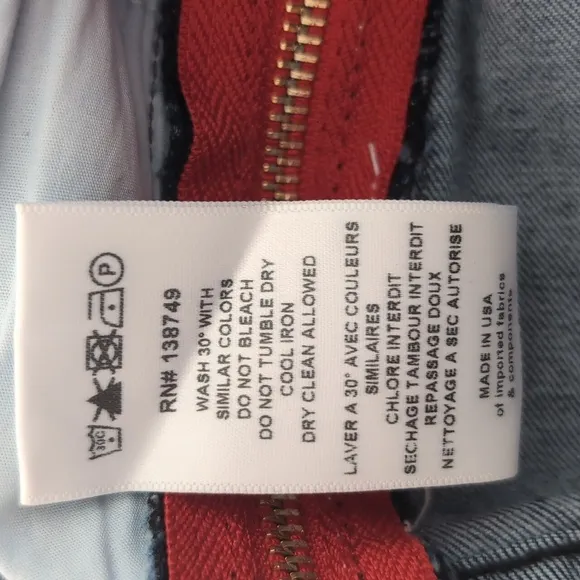 30C
P
RN# 138749
WASH 30° WITH
SIMILAR COLORS
DO NOT BLEACH
DO NOT TUMBLE DRY
COOL IRON
DRY CLEAN ALLOWED
LAVER A 30° AVEC COULEURS
SIMILAIRES
CHLORE INTERDIT
SECHAGE TAMBOUR INTERDIT
REPASSAGE DOUX
NETTOYAGE A SEC AUTORISE
MADE IN USA
of imported fabrics
& components